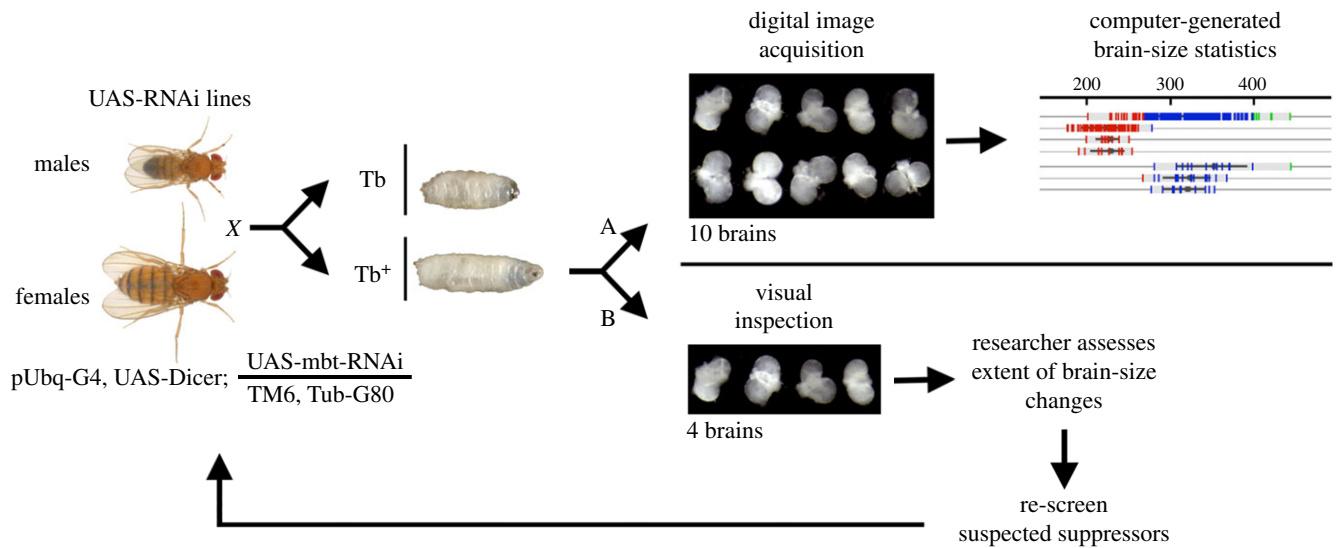 UAS-RNAi lines
males
X
females
pUbq-G4, UAS-Dicer; UAS-mbt-RNAi
TM6, Tub-G80
Tb
Tb+
A
B
digital image
acquisition
10 brains
computer-generated
brain-size statistics
200 300 400
visual
inspection
4 brains
researcher assesses
extent of brain-size
changes
re-screen
suspected suppressors